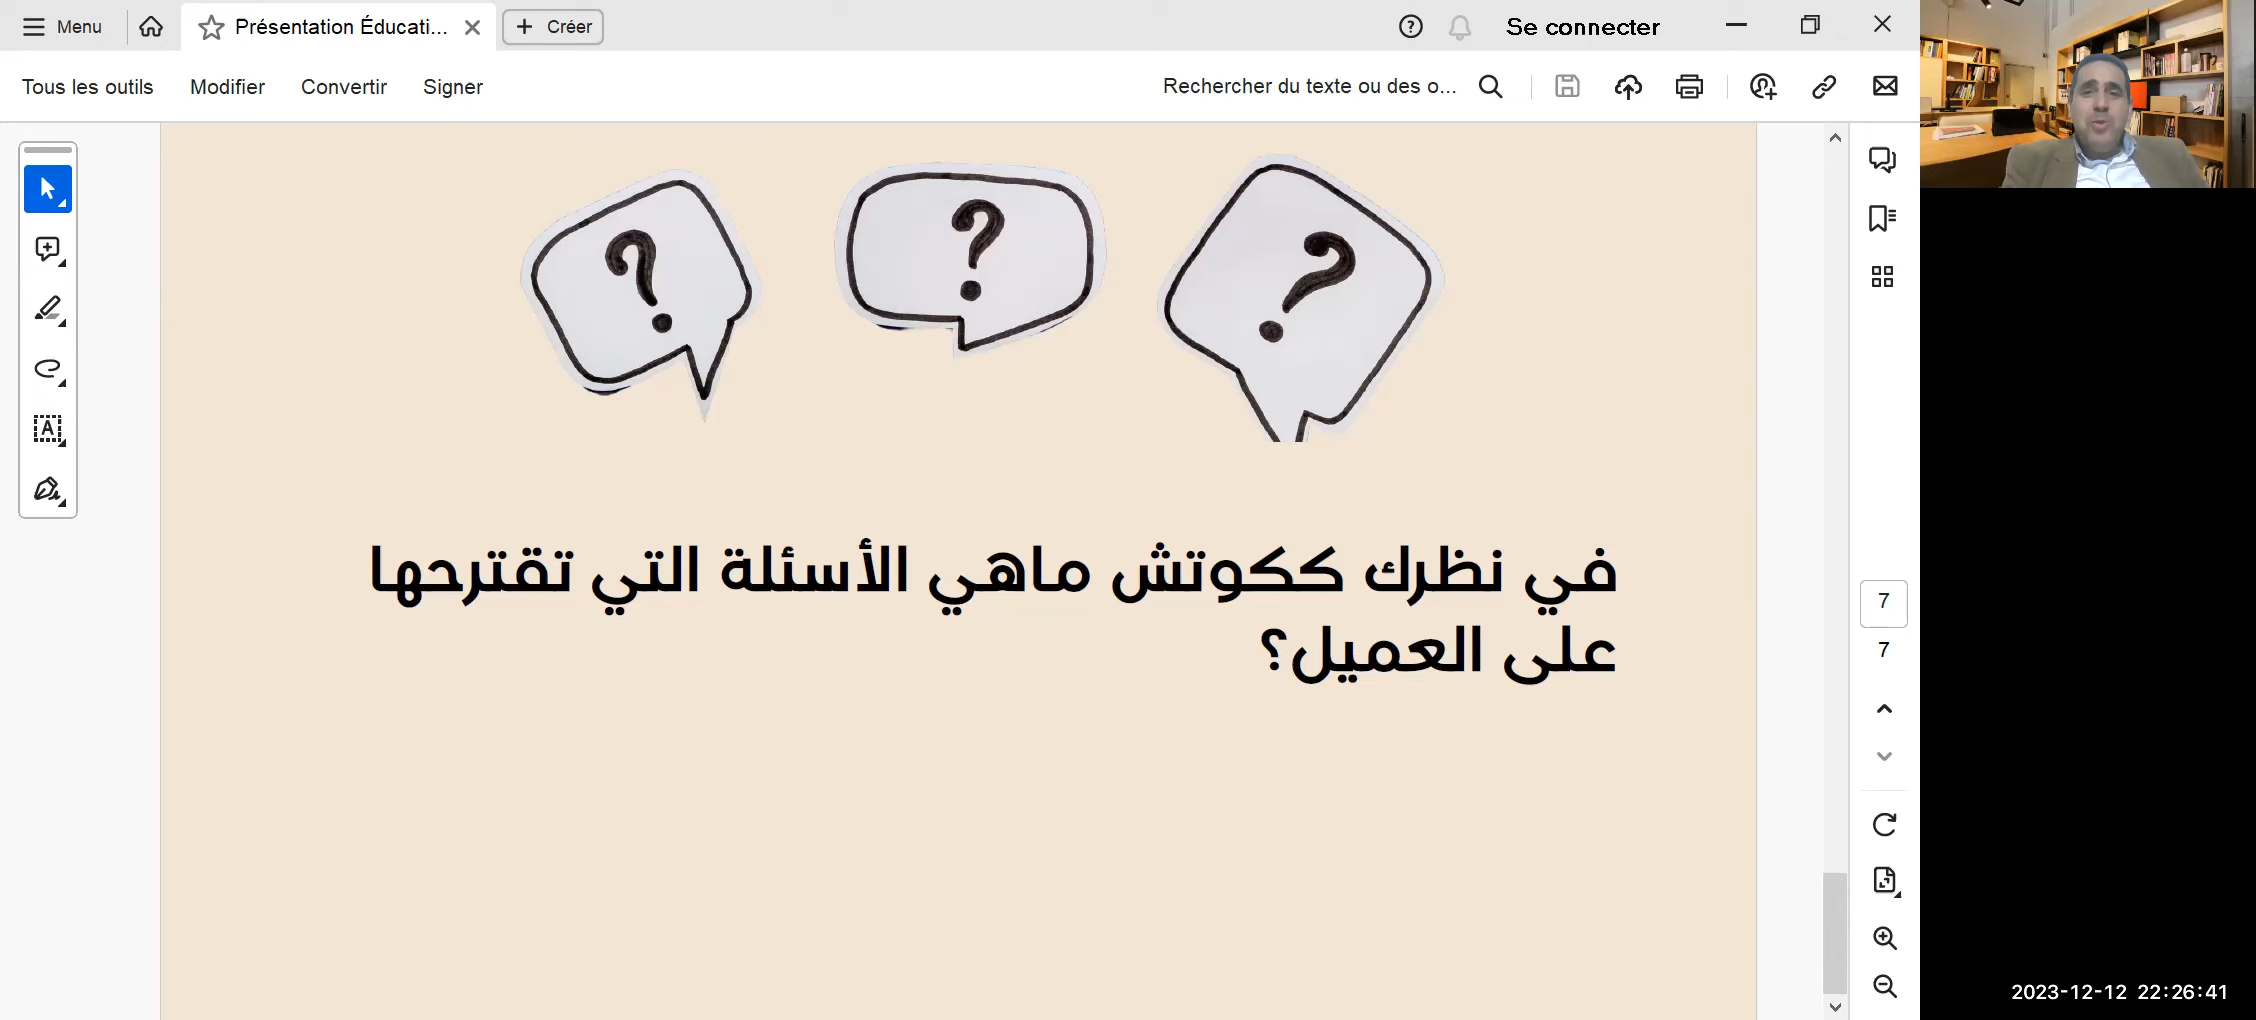 Menu
Présentation Éducati...
Créer
Se connecter
Tous les outils
Modifier
Convertir
Signer
Rechercher du texte ou des o...
? ? ?
في نظرك ككوتش ماهي الأسئلة التي تقترحها
على العميل؟
7
7
2023-12-12 22:26:41